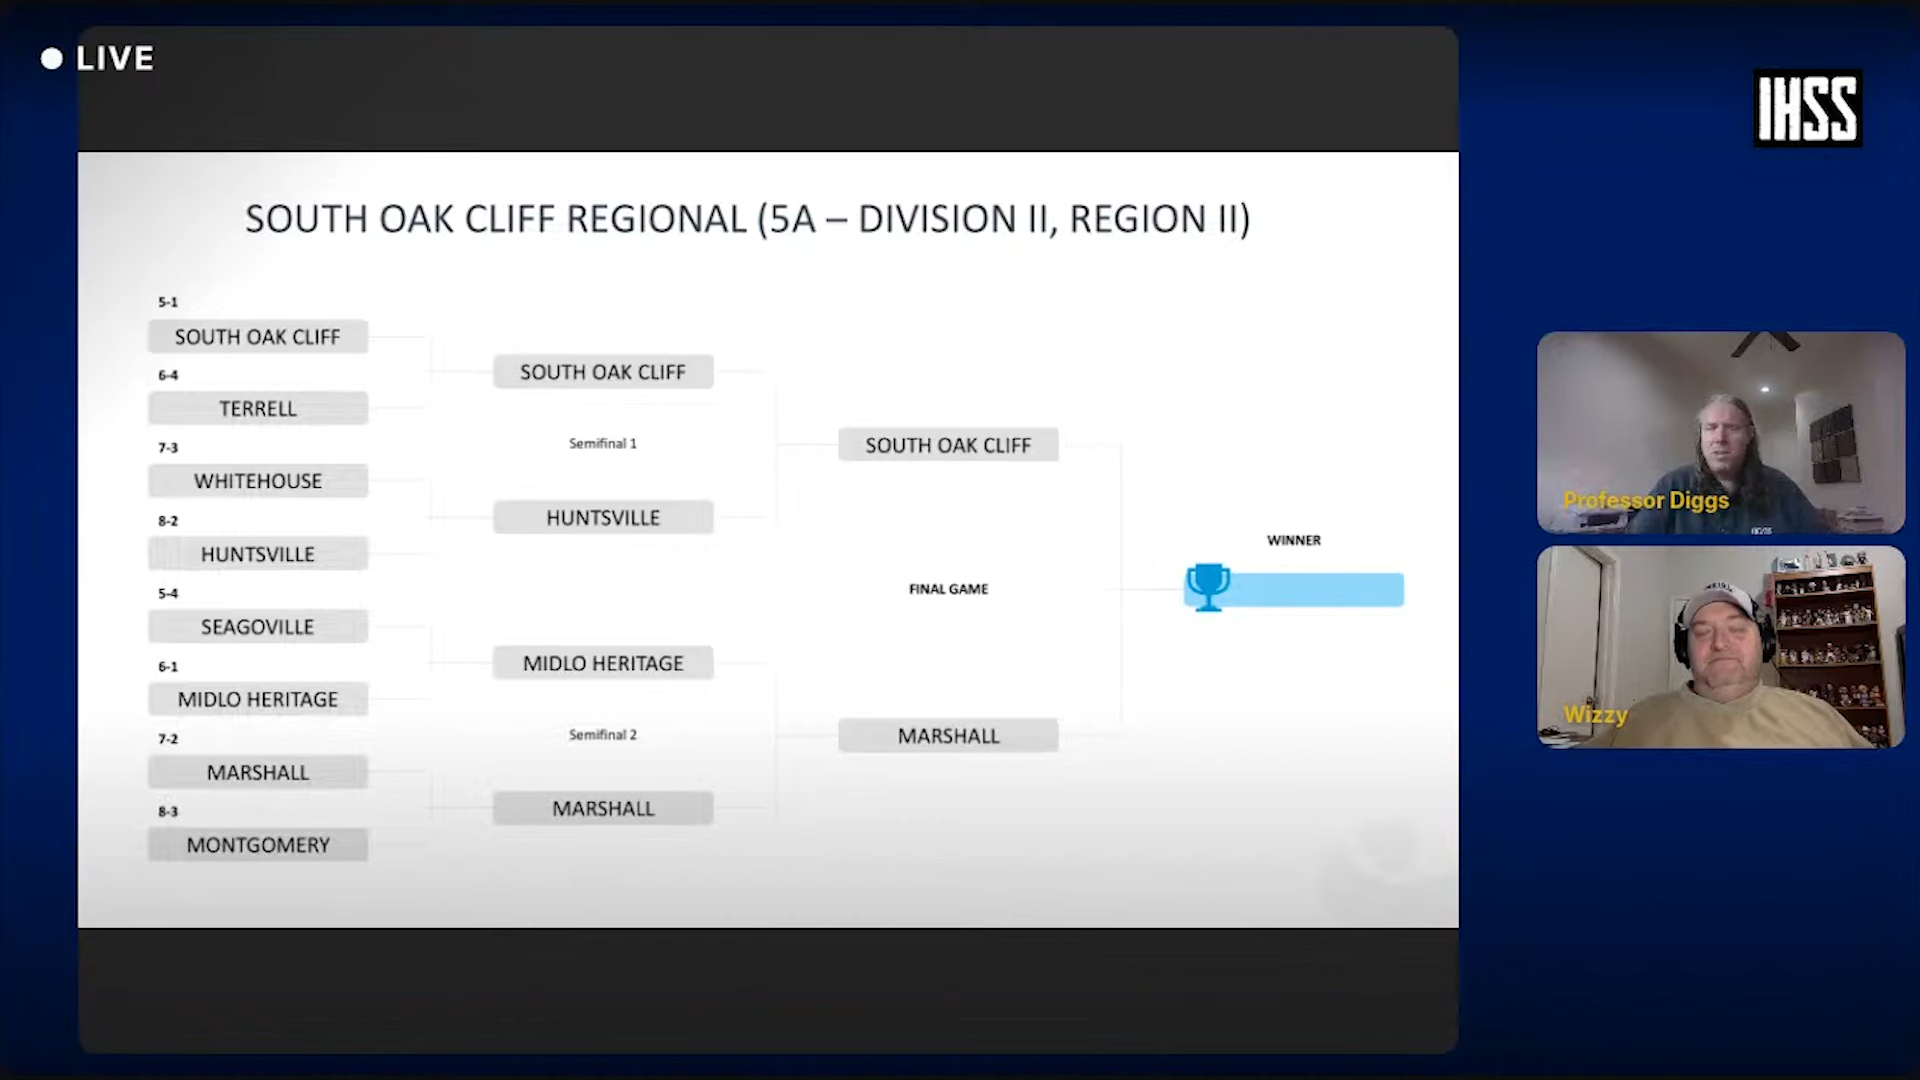 LIVE
IHSS
SOUTH OAK CLIFF REGIONAL (5A – DIVISION II, REGION II)
5-1
SOUTH OAK CLIFF
6-4
TERRELL
7-3
WHITEHOUSE
8-2
HUNTSVILLE
5-4
SEAGOVILLE
6-1
MIDLO HERITAGE
7-2
MARSHALL
8-3
MONTGOMERY
SOUTH OAK CLIFF
Semifinal 1
HUNTSVILLE
MIDLO HERITAGE
Semifinal 2
MARSHALL
SOUTH OAK CLIFF
FINAL GAME
MARSHALL
WINNER
Professor Diggs
Wizzy